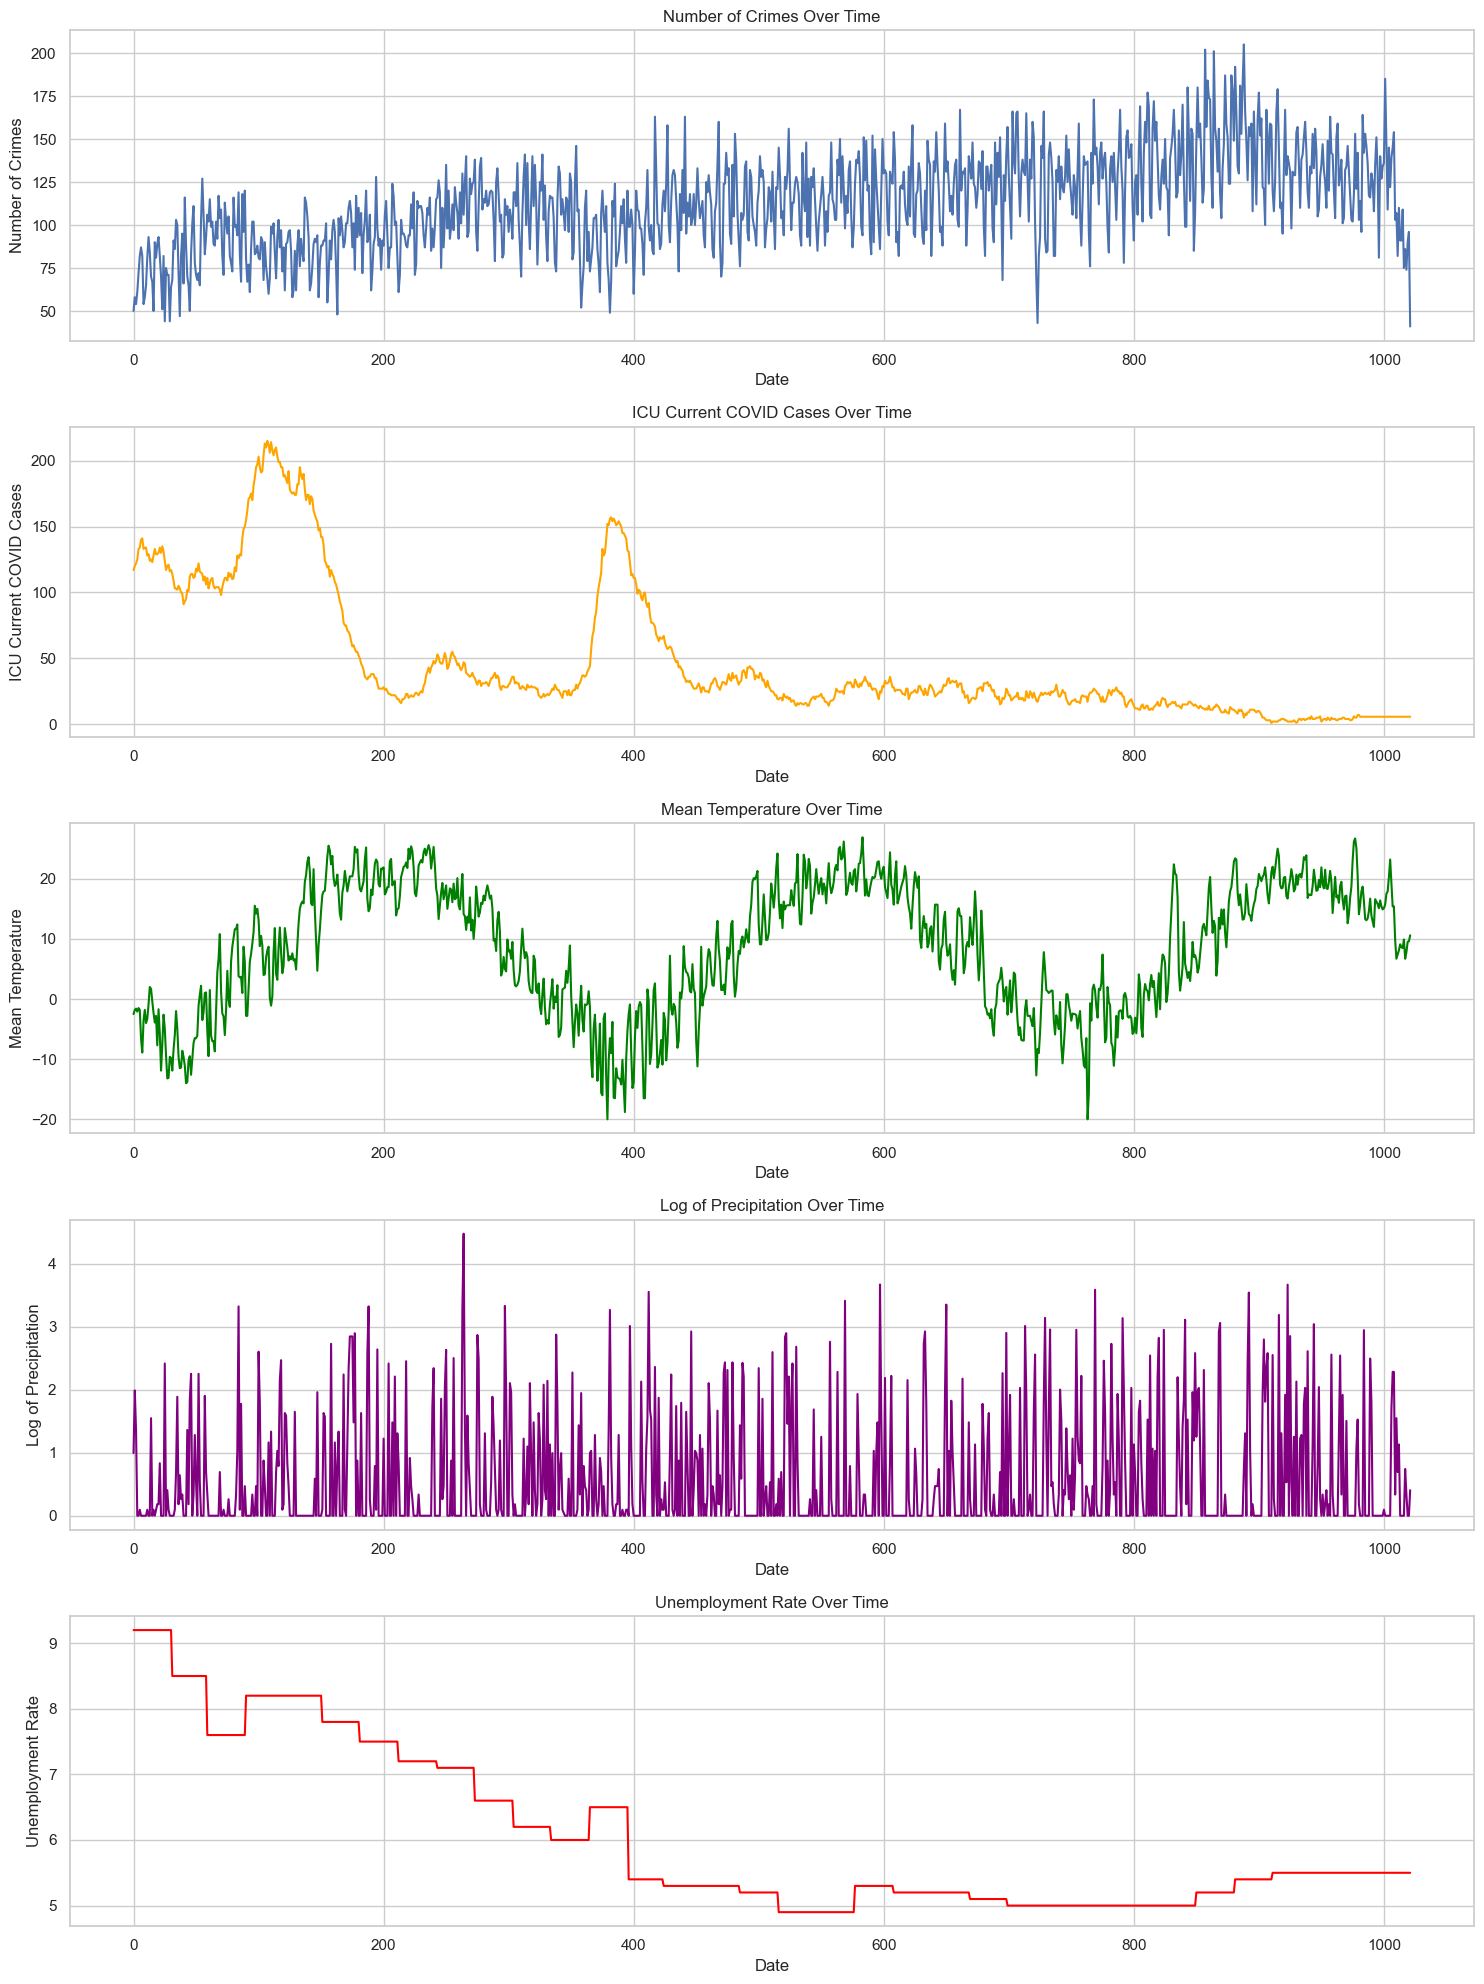 Number of Crimes Over Time
Number of Crimes
200
175
150
125
100
75
50
0 200 400 600 800 1000
Date
ICU Current COVID Cases Over Time
ICU Current COVID Cases
200
150
100
50
0
0 200 400 600 800 1000
Date
Mean Temperature Over Time
Mean Temperature
20
10
0
−10
−20
0 200 400 600 800 1000
Date
Log of Precipitation Over Time
Log of Precipitation
4
3
2
1
0
0 200 400 600 800 1000
Date
Unemployment Rate Over Time
Unemployment Rate
9
8
7
6
5
0 200 400 600 800 1000
Date